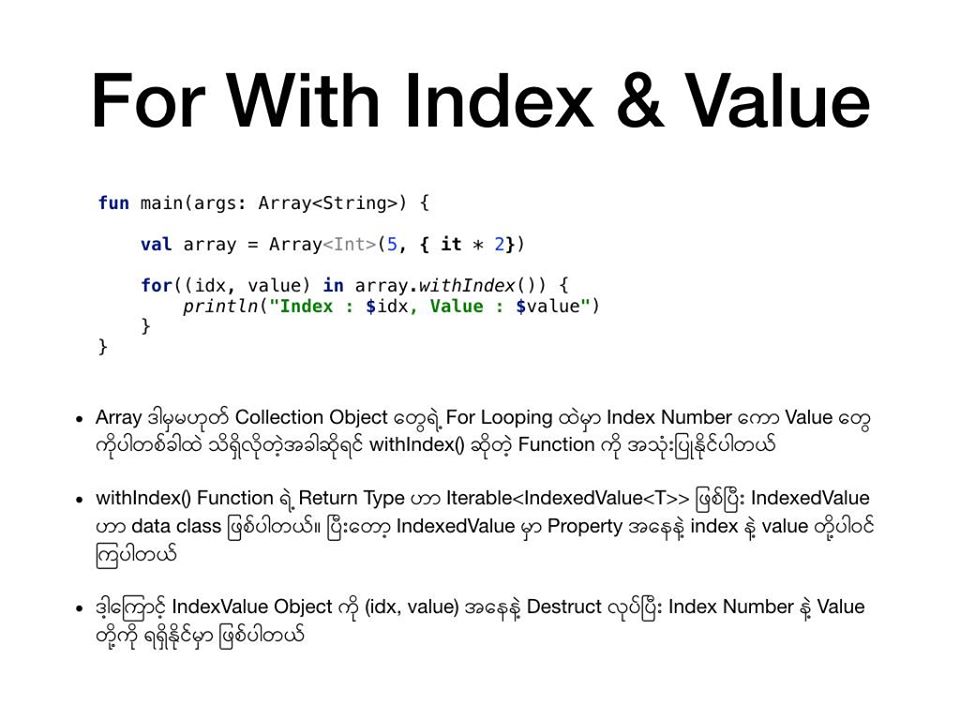 For With Index & Value
fun main(args: Array<String>) {
val array = Array<Int>(5, { it * 2})
for((idx, value) in array.withIndex()) {
println("Index : $idx, Value : $value")
}
}
• Array ဒါမှမဟုတ် Collection Object တွေရဲ့ For Looping ထဲမှာ Index Number ကော Value တွေ
ကိုပါတစ်ခါထဲ သိရှိလိုတဲ့အခါဆိုရင် withIndex() ဆိုတဲ့ Function ကို အသုံးပြုနိုင်ပါတယ်
• withIndex() Function ရဲ့ Return Type ဟာ Iterable<IndexedValue<T>> ဖြစ်ပြီး IndexedValue
ဟာ data class ဖြစ်ပါတယ်။ ပြီးတော့ IndexedValue မှာ Property အနေနဲ့ index နဲ့ value တို့ပါဝင်
ကြပါတယ်
• ဒါ့ကြောင့် IndexValue Object ကို (idx, value) အနေနဲ့ Destruct လုပ်ပြီး Index Number နဲ့ Value
တို့ကို ရရှိနိုင်မှာ ဖြစ်ပါတယ်